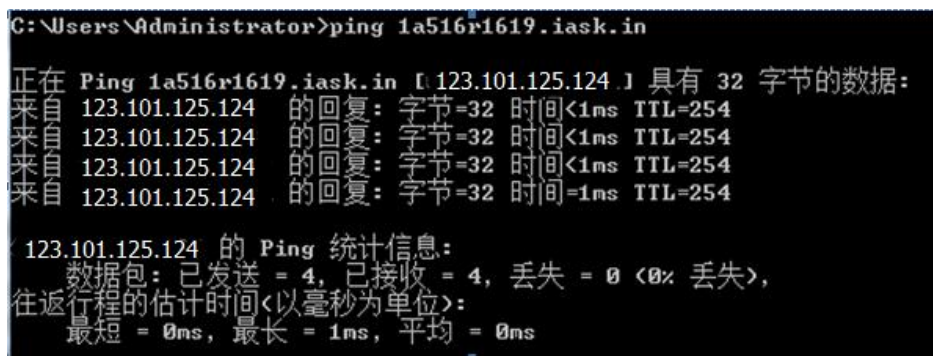 C:\Users\Administrator>ping 1a516r1619.iask.in
正在 Ping 1a516r1619.iask.in [ 123.101.125.124 ] 具有 32 字节的数据:
来自 123.101.125.124 的回复: 字节=32 时间<1ms TTL=254
来自 123.101.125.124 的回复: 字节=32 时间<1ms TTL=254
来自 123.101.125.124 的回复: 字节=32 时间<1ms TTL=254
来自 123.101.125.124 的回复: 字节=32 时间=1ms TTL=254
123.101.125.124 的 Ping 统计信息:
数据包: 已发送 = 4, 已接收 = 4, 丢失 = 0 (0% 丢失),
往返行程的估计时间(以毫秒为单位):
最短 = 0ms, 最长 = 1ms, 平均 = 0ms